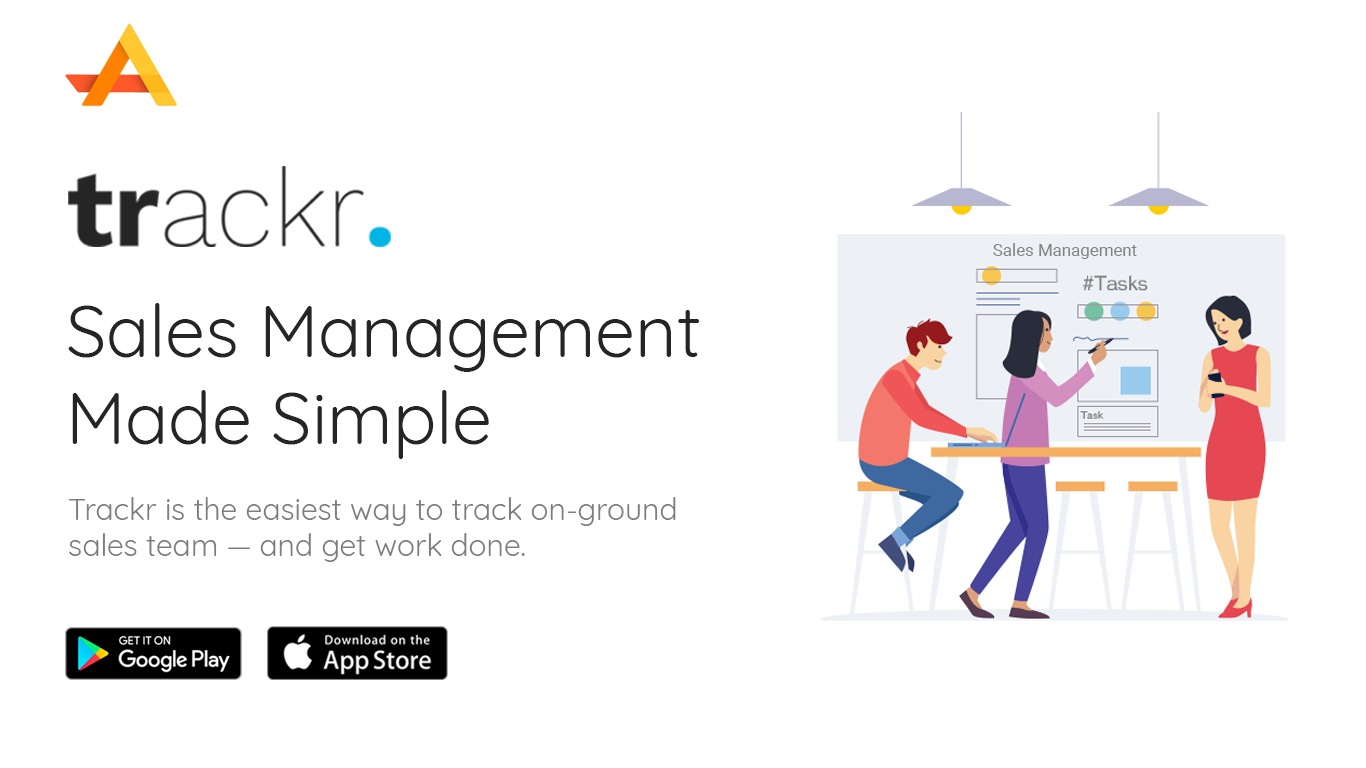 trackr.
Sales Management
Made Simple
Trackr is the easiest way to track on-ground
sales team — and get work done.
GET IT ON
Google Play
Download on the
App Store
Sales Management
#Tasks
Task